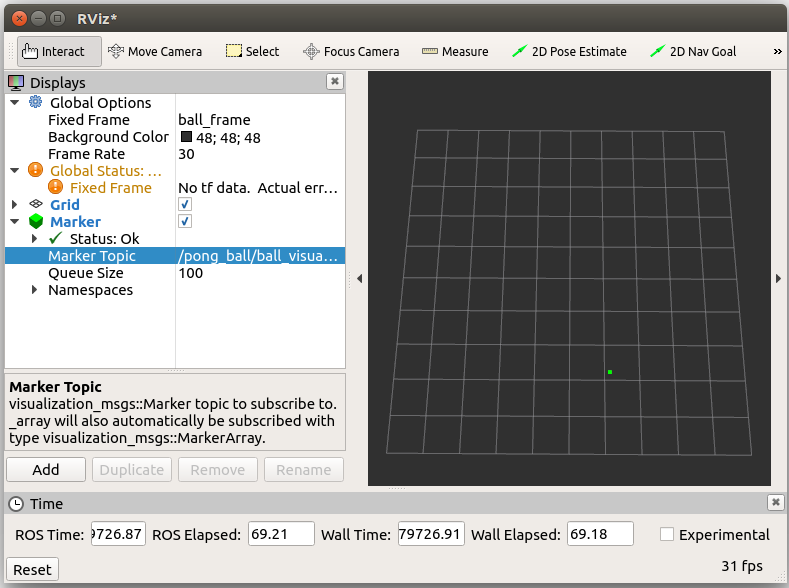 RViz*
Interact Move Camera Select Focus Camera Measure 2D Pose Estimate 2D Nav Goal »
Displays
Global Options
Fixed Frame ball_frame
Background Color 48; 48; 48
Frame Rate 30
Global Status: ...
Fixed Frame No tf data. Actual err...
Grid
Marker
Status: Ok
Marker Topic /pong_ball/ball_visua...
Queue Size 100
Namespaces
Marker Topic
visualization_msgs::Marker topic to subscribe to.
_array will also automatically be subscribed with
type visualization_msgs::MarkerArray.
Add Duplicate Remove Rename
Time
ROS Time: 9726.87 ROS Elapsed: 69.21 Wall Time: 79726.91 Wall Elapsed: 69.18 Experimental
Reset 31 fps